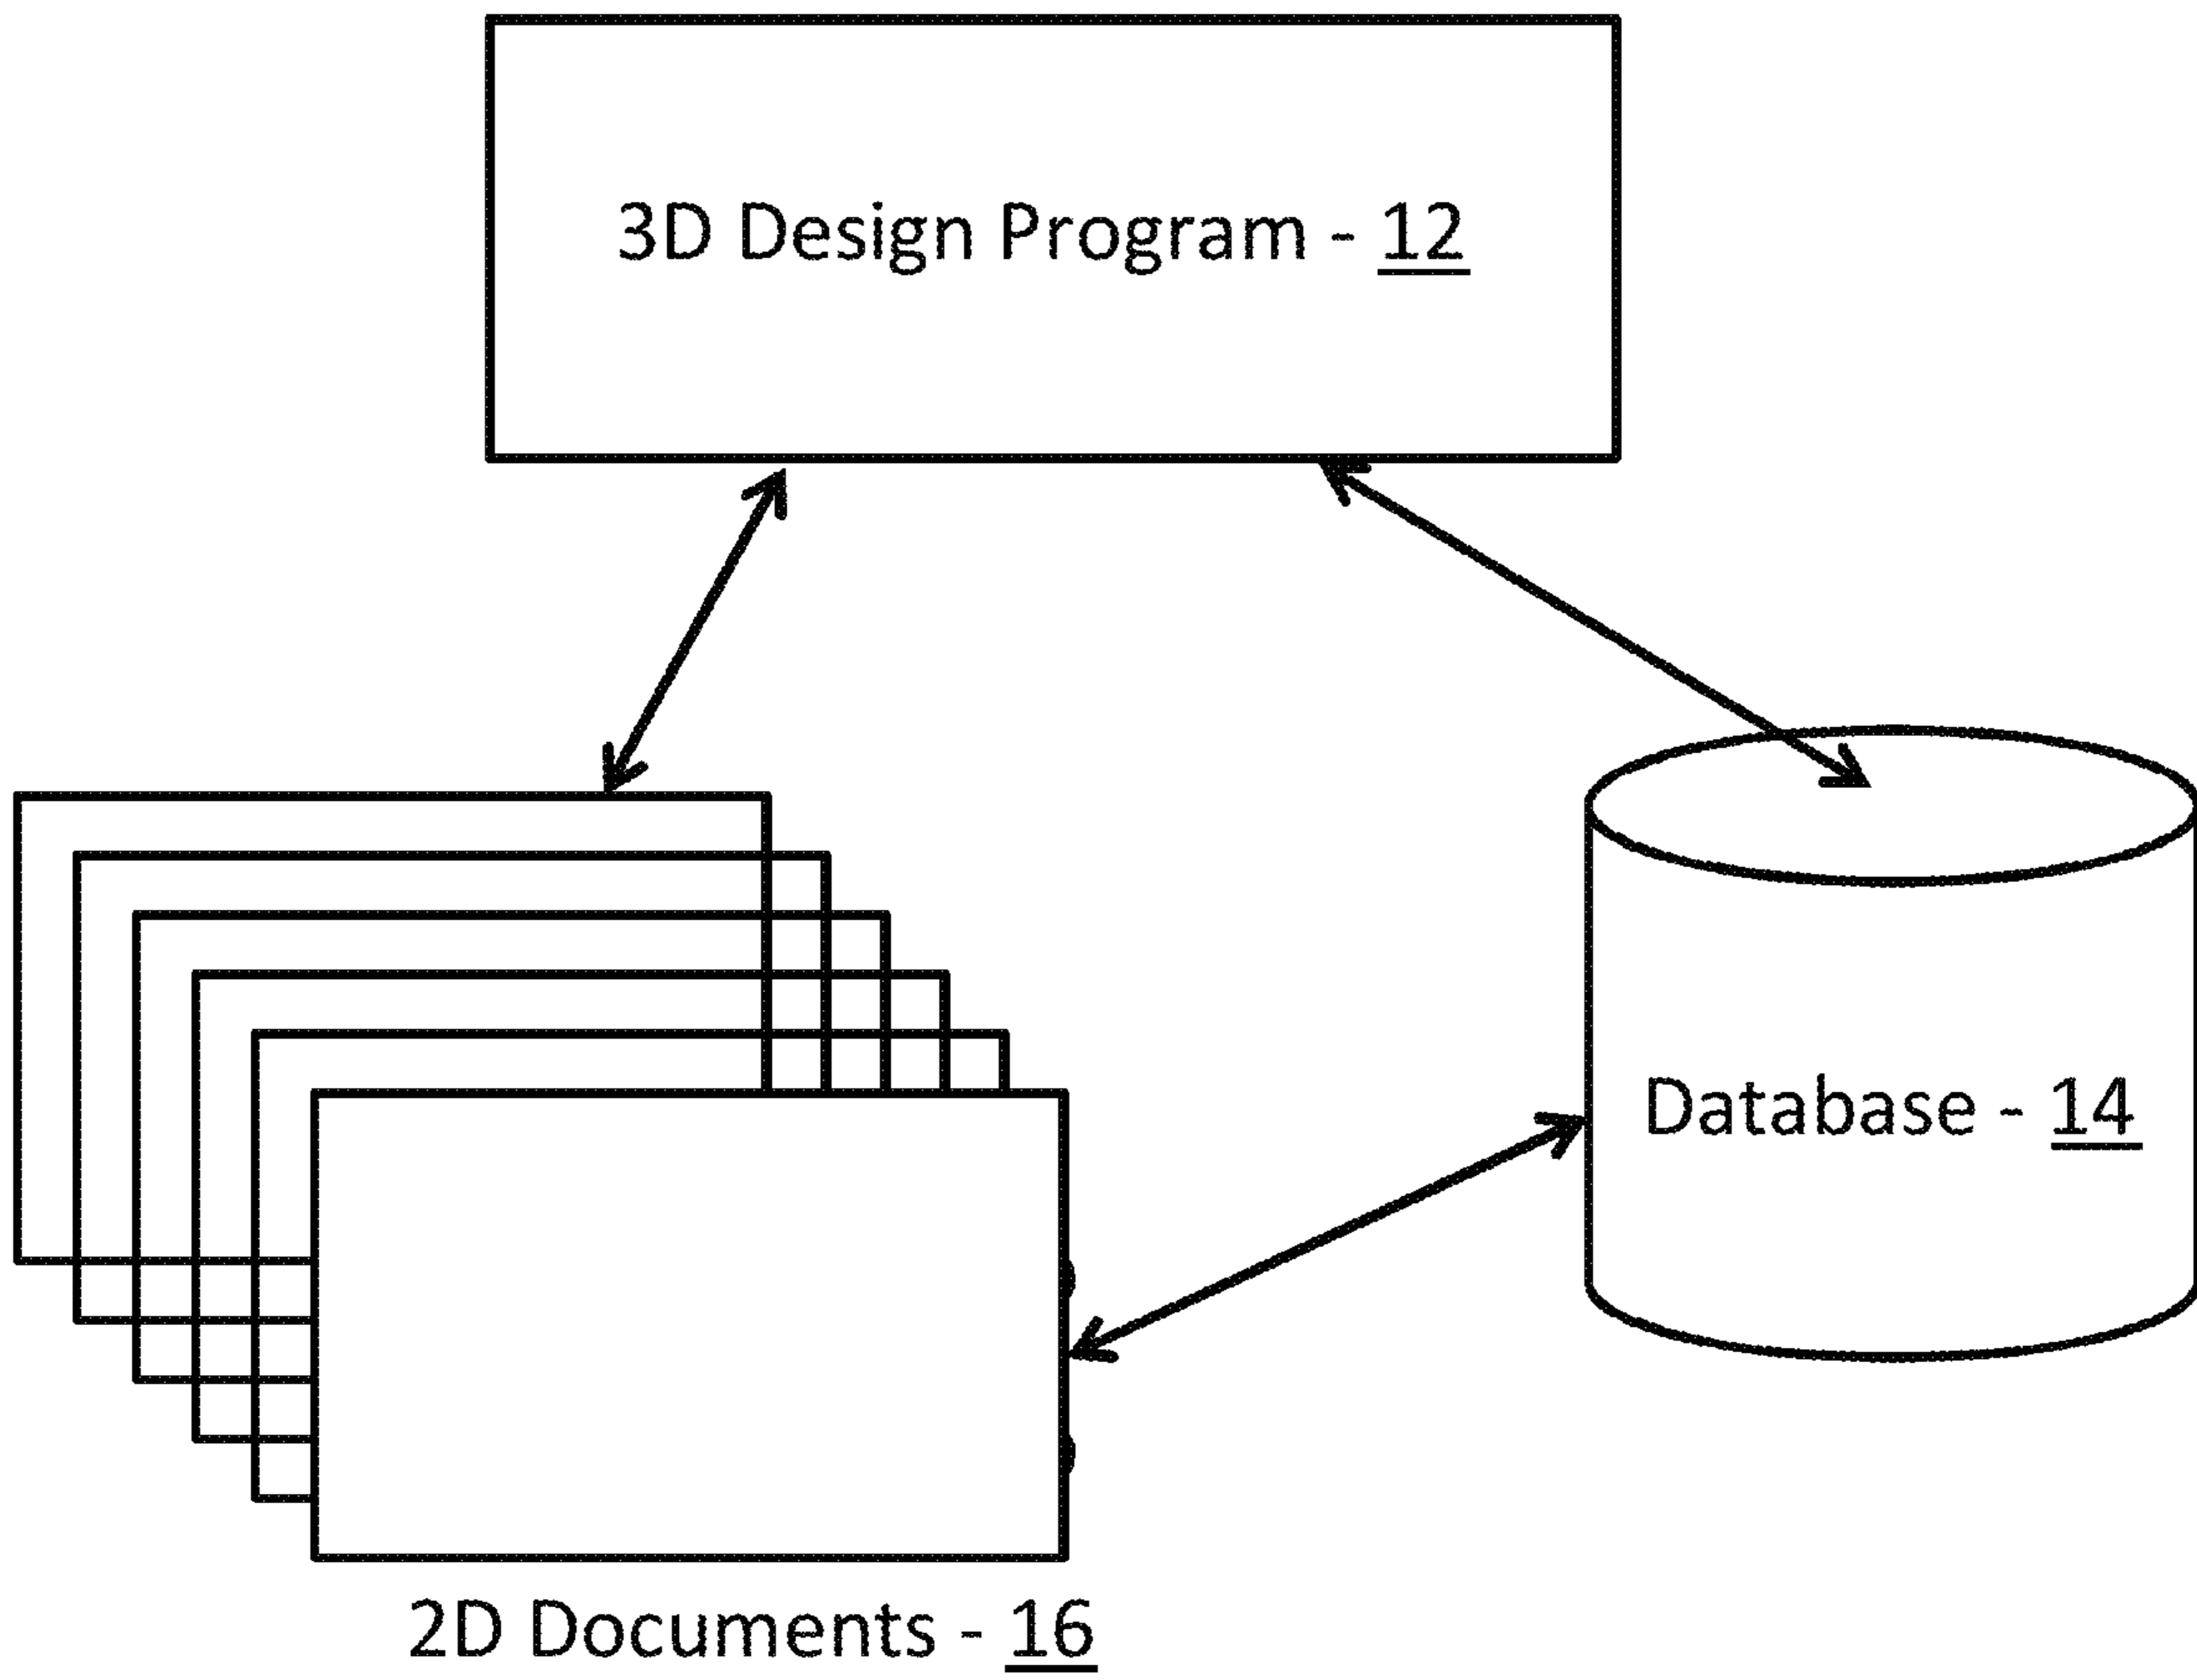 3D Design Program - 12
Database - 14
2D Documents - 16